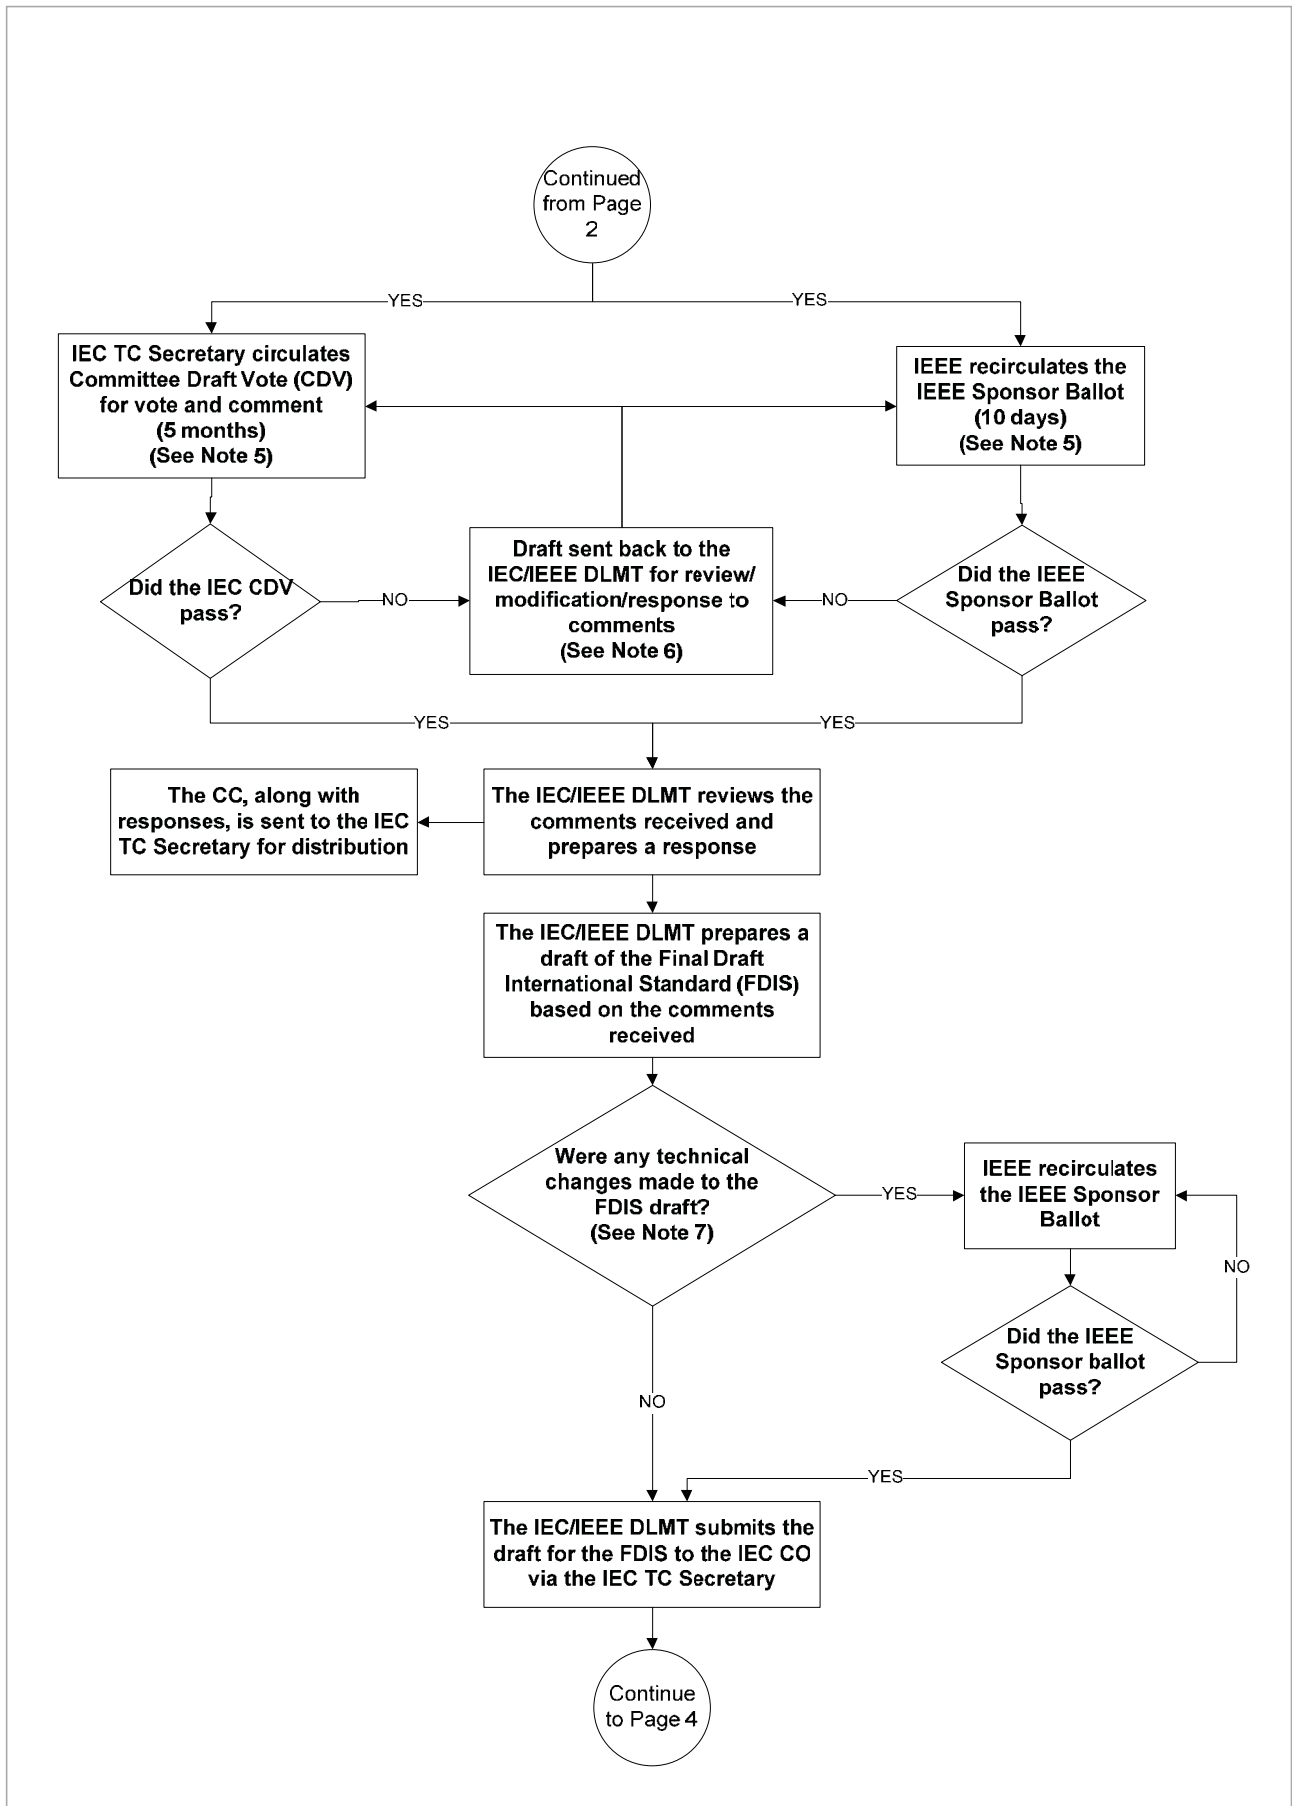 Continued
from Page
2
YES
YES
IEC TC Secretary circulates
Committee Draft Vote (CDV)
for vote and comment
(5 months)
(See Note 5)
IEEE recirculates the
IEEE Sponsor Ballot
(10 days)
(See Note 5)
Did the IEC CDV
pass?
NO
Draft sent back to the
IEC/IEEE DLMT for review/
modification/response to
comments
(See Note 6)
NO
Did the IEEE
Sponsor Ballot
pass?
YES
YES
The CC, along with
responses, is sent to the IEC
TC Secretary for distribution
The IEC/IEEE DLMT reviews the
comments received and
prepares a response
The IEC/IEEE DLMT prepares a
draft of the Final Draft
International Standard (FDIS)
based on the comments
received
Were any technical
changes made to the
FDIS draft?
(See Note 7)
YES
IEEE recirculates
the IEEE Sponsor
Ballot
NO
Did the IEEE
Sponsor ballot
pass?
NO
YES
The IEC/IEEE DLMT submits the
draft for the FDIS to the IEC CO
via the IEC TC Secretary
Continue
to Page 4